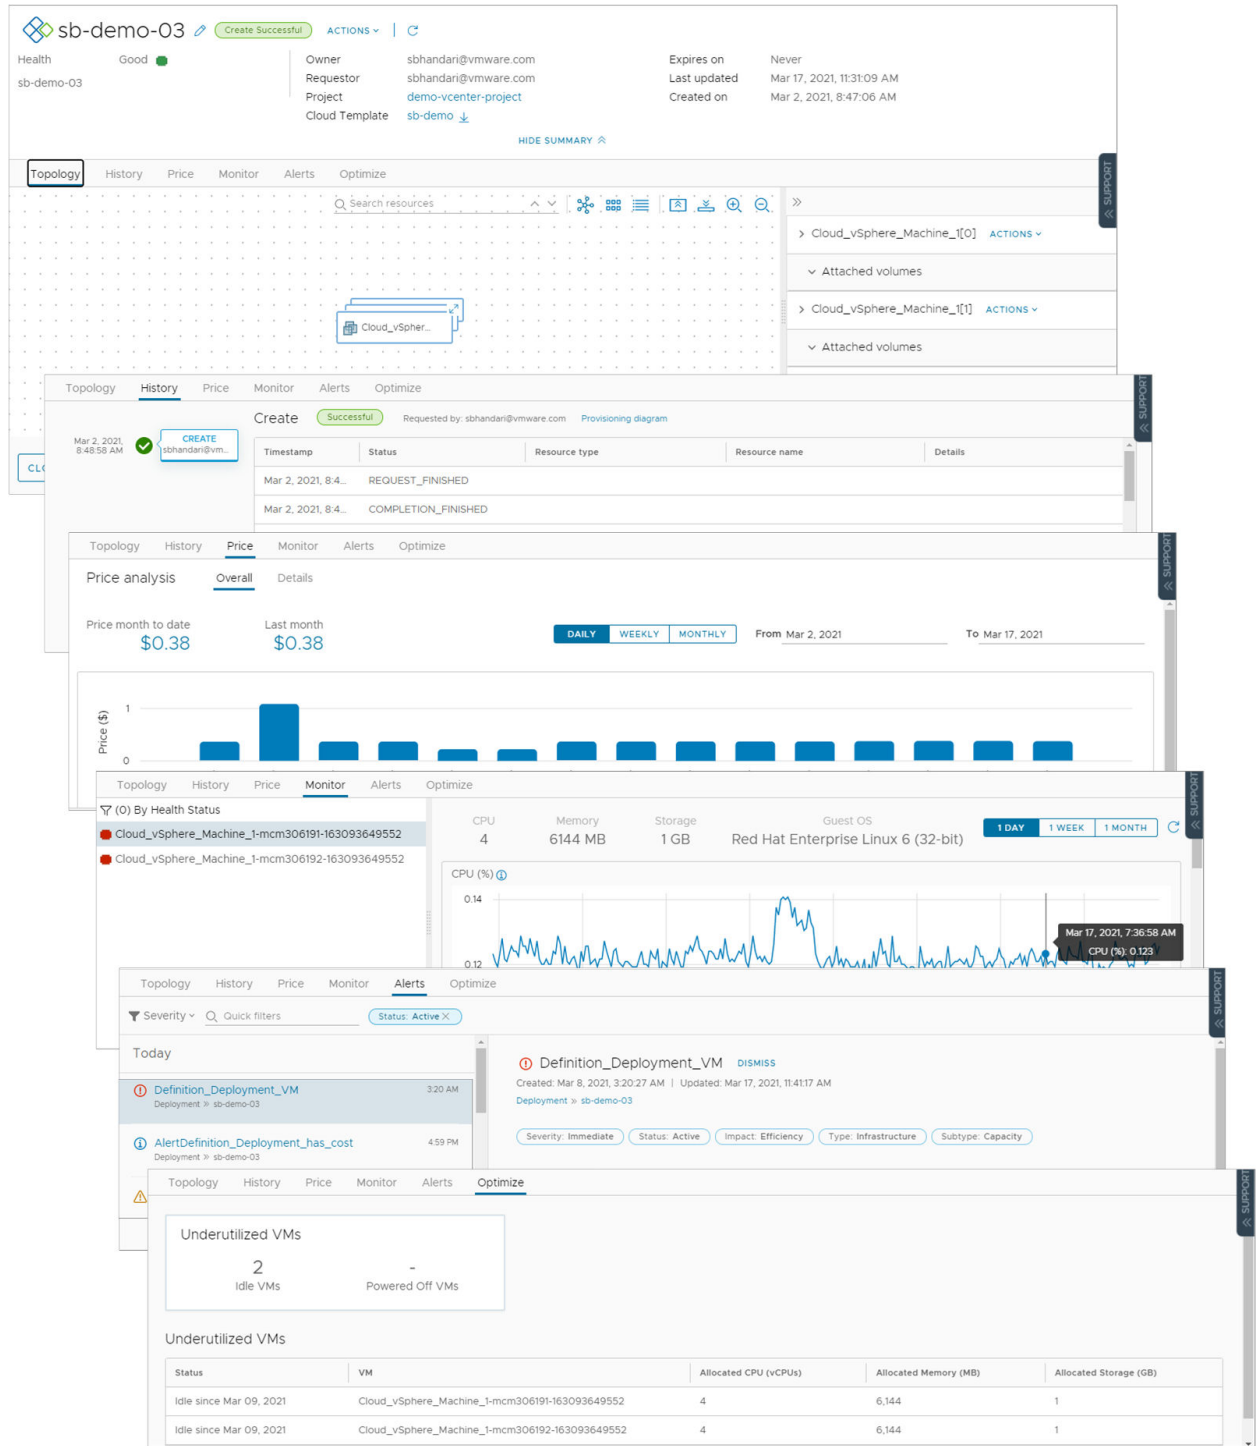 sb-demo-03 Create Successful ACTIONS
Health Good Owner sbhandari@vmware.com Expires on Never
sb-demo-03 Requestor sbhandari@vmware.com Last updated Mar 17, 2021, 11:31:09 AM
Project demo-vcenter-project Created on Mar 2, 2021, 8:47:06 AM
Cloud Template sb-demo
HIDE SUMMARY
Topology History Price Monitor Alerts Optimize
SUPPORT
Search resources
Cloud_vSphere_Machine_1[0] ACTIONS
Attached volumes
Cloud_vSphere_Machine_1[1] ACTIONS
Attached volumes
Cloud_vSpher...
CLO
Topology History Price Monitor Alerts Optimize
SUPPORT
Create Successful Requested by: sbhandari@vmware.com Provisioning diagram
Mar 2, 2021, 8:48:58 AM
CREATE
sbhandari@vm...
Timestamp Status Resource type Resource name Details
Mar 2, 2021, 8:4... REQUEST_FINISHED
Mar 2, 2021, 8:4... COMPLETION_FINISHED
Topology History Price Monitor Alerts Optimize
SUPPORT
Price analysis Overall Details
Price month to date Last month
$0.38 $0.38
DAILY WEEKLY MONTHLY From Mar 2, 2021 To Mar 17, 2021
Price ($)
1
0
Topology History Price Monitor Alerts Optimize
SUPPORT
(0) By Health Status
Cloud_vSphere_Machine_1-mcm306191-163093649552
Cloud_vSphere_Machine_1-mcm306192-163093649552
CPU Memory Storage Guest OS
4 6144 MB 1 GB Red Hat Enterprise Linux 6 (32-bit)
1 DAY 1 WEEK 1 MONTH
CPU (%)
0.14
0.12
Mar 17, 2021, 7:36:58 AM
CPU (%): 0.123
Topology History Price Monitor Alerts Optimize
SUPPORT
Severity Quick filters Status: Active
Today
Definition_Deployment_VM 3:20 AM
Deployment » sb-demo-03
AlertDefinition_Deployment_has_cost 4:59 PM
Deployment » sb-demo-03
Definition_Deployment_VM DISMISS
Created: Mar 8, 2021, 3:20:27 AM | Updated: Mar 17, 2021, 11:41:17 AM
Deployment » sb-demo-03
Severity: Immediate Status: Active Impact: Efficiency Type: Infrastructure Subtype: Capacity
Topology History Price Monitor Alerts Optimize
SUPPORT
Underutilized VMs
2 -
Idle VMs Powered Off VMs
Underutilized VMs
Status VM Allocated CPU (vCPUs) Allocated Memory (MB) Allocated Storage (GB)
Idle since Mar 09, 2021 Cloud_vSphere_Machine_1-mcm306191-163093649552 4 6,144 1
Idle since Mar 09, 2021 Cloud_vSphere_Machine_1-mcm306192-163093649552 4 6,144 1